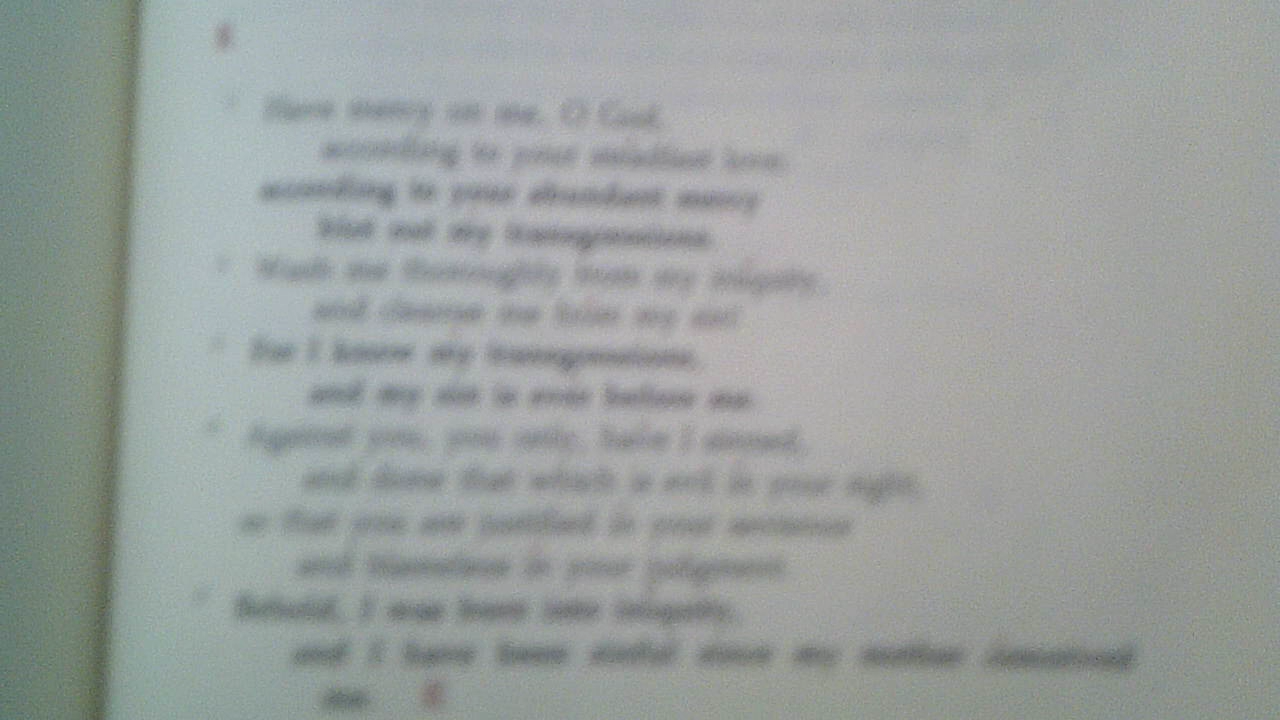 Have mercy on me, O God,
according to your steadfast love;
according to your abundant mercy
blot out my transgressions.
Wash me thoroughly from my iniquity,
and cleanse me from my sin!
For I know my transgressions,
and my sin is ever before me.
Against you, you only, have I sinned,
and done that which is evil in your sight,
so that you are justified in your sentence
and blameless in your judgment.
Behold, I was born into iniquity,
and I have been sinful since my mother conceived
me.